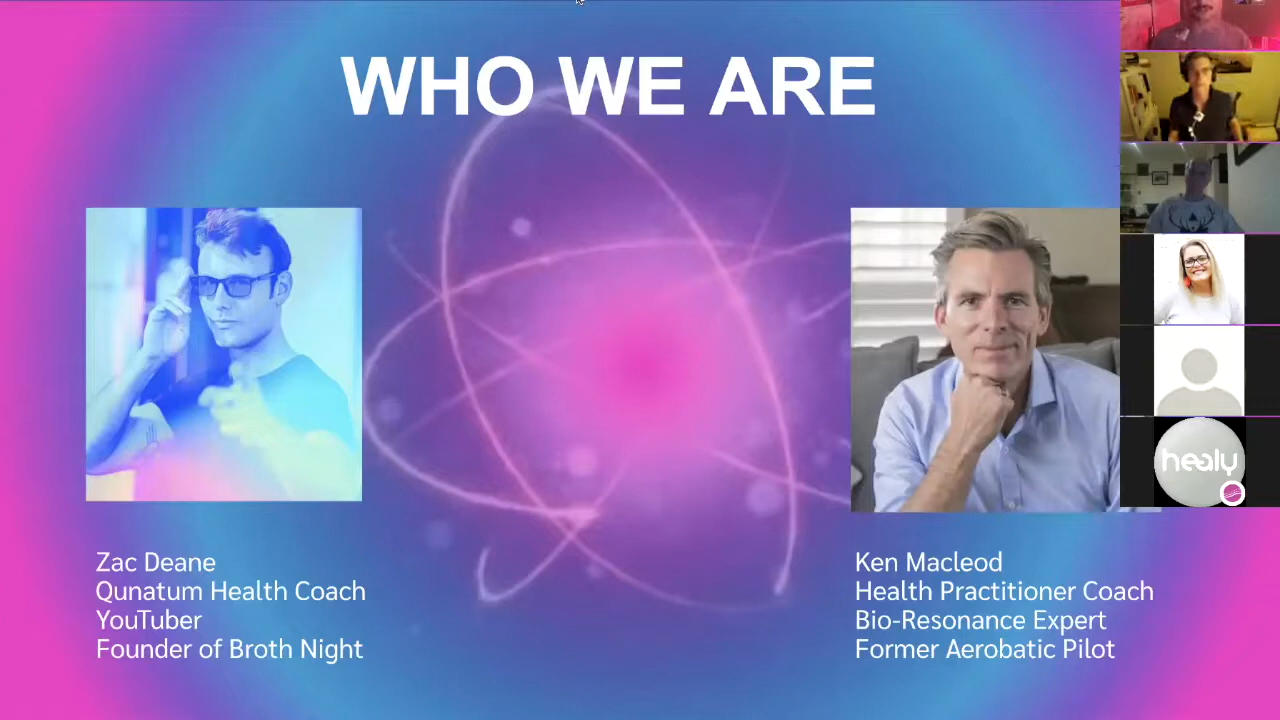 WHO WE ARE
Zac Deane
Qunatum Health Coach
YouTuber
Founder of Broth Night
Ken Macleod
Health Practitioner Coach
Bio-Resonance Expert
Former Aerobatic Pilot
healy